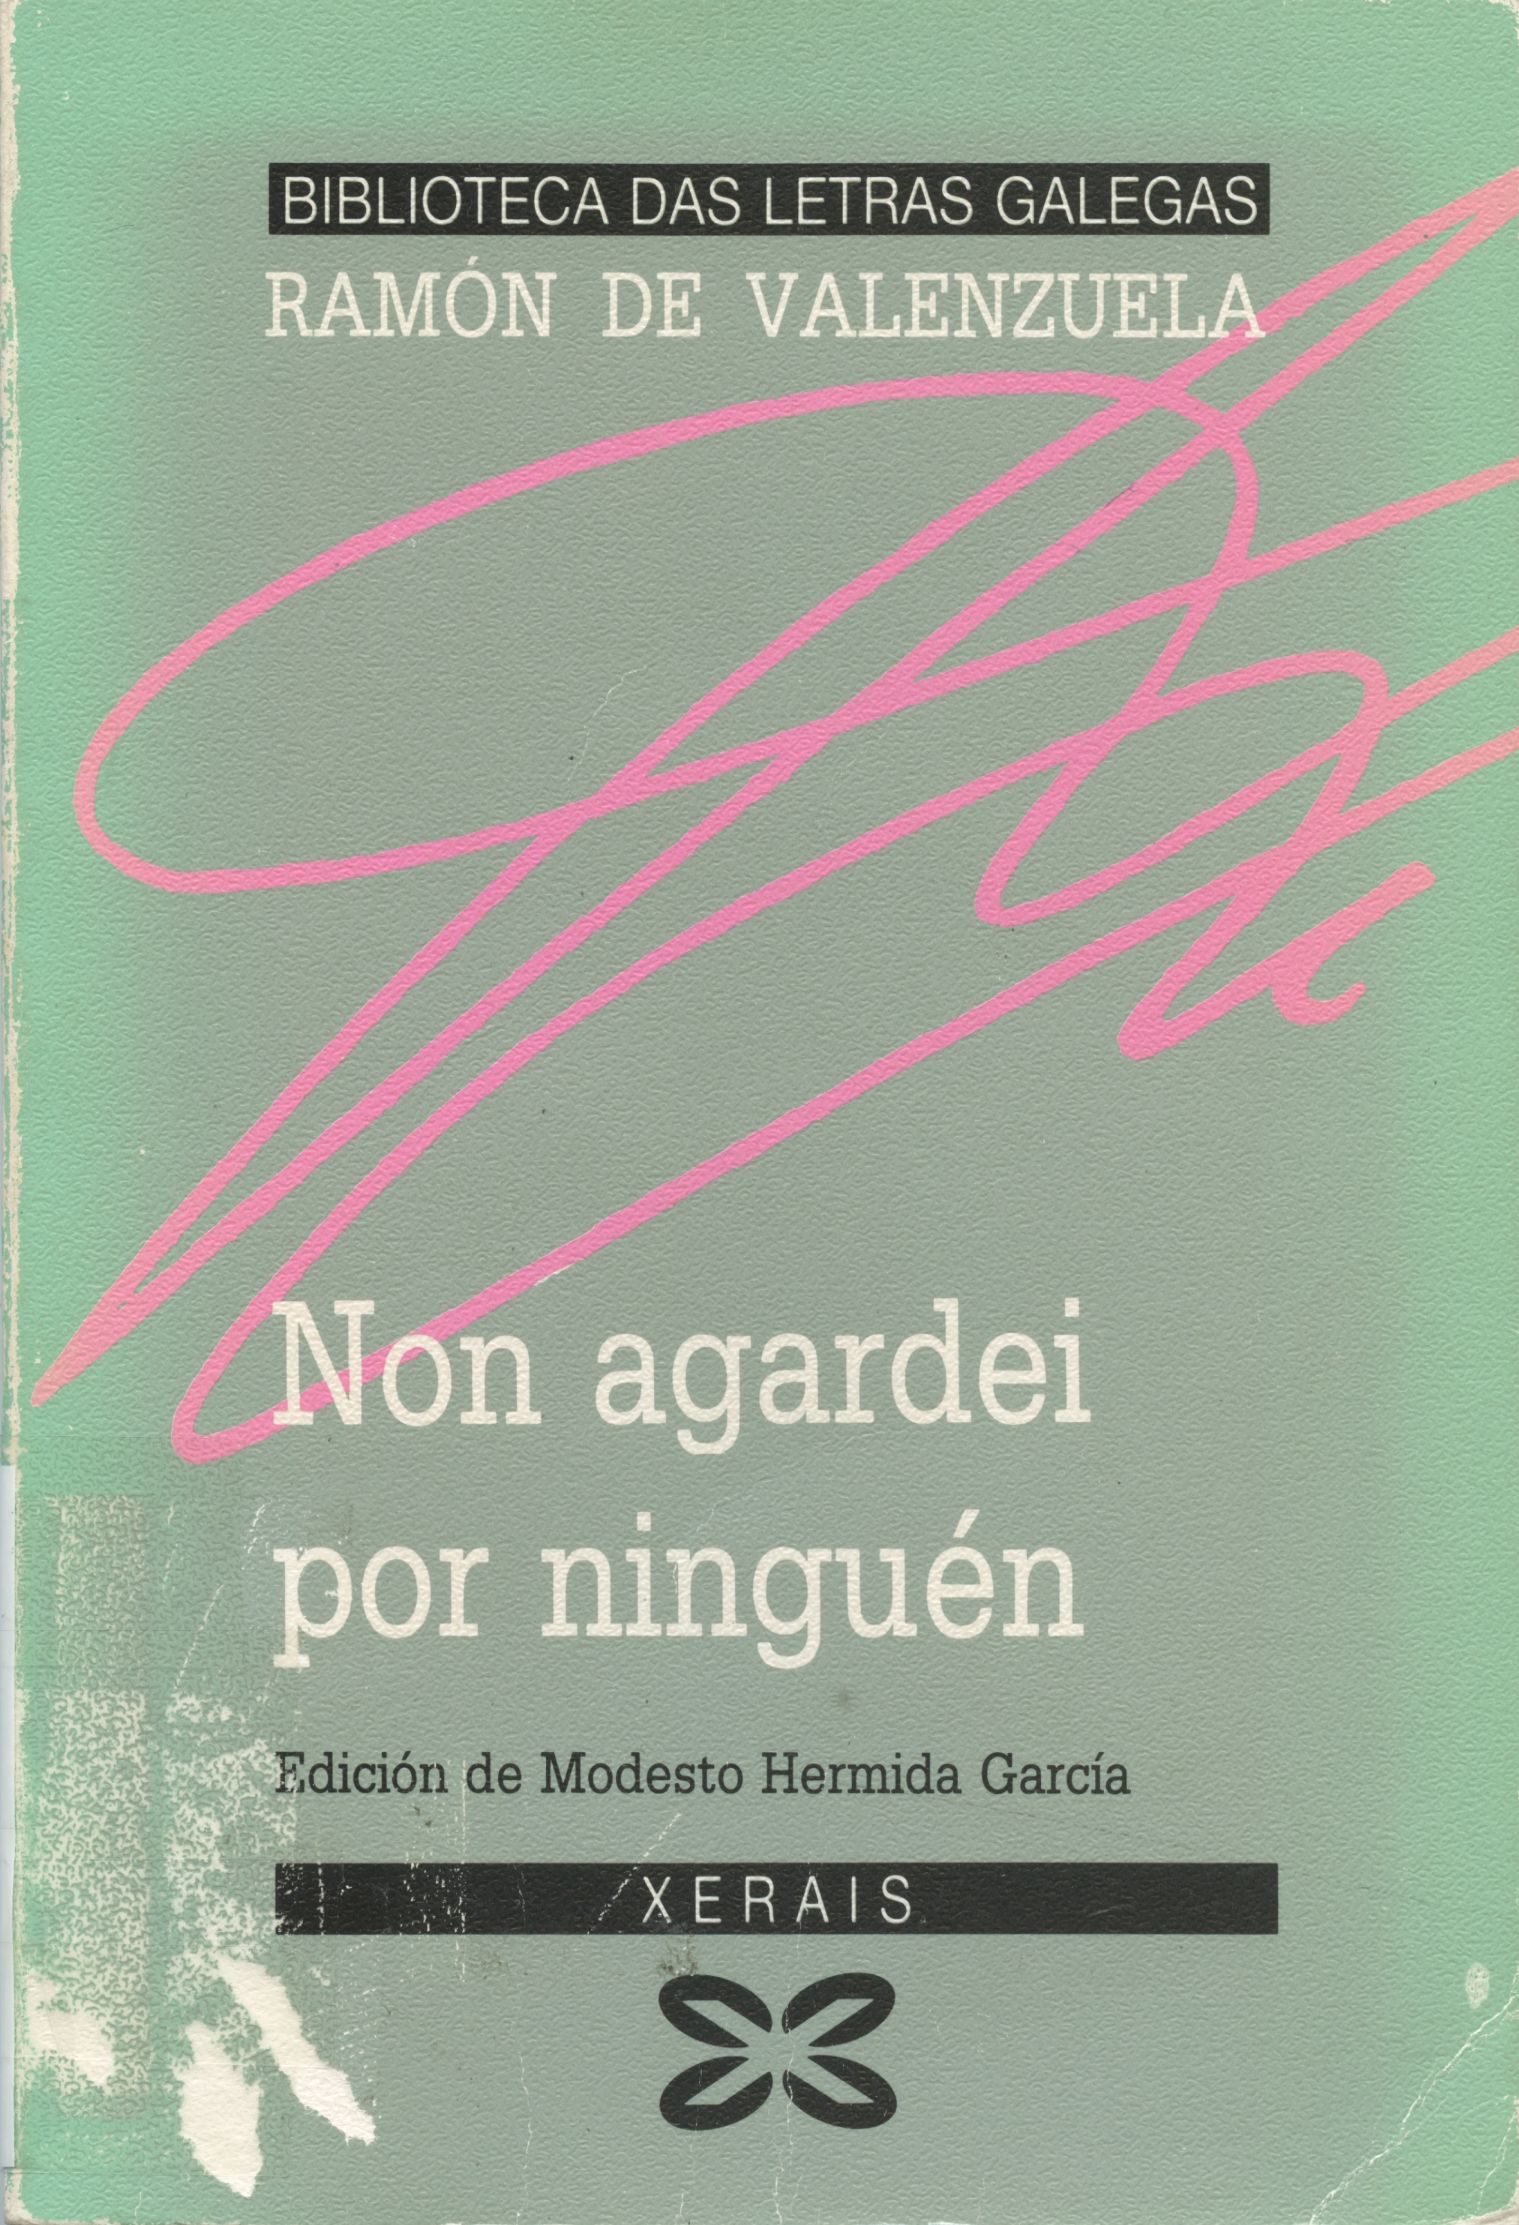 BIBLIOTECA DAS LETRAS GALEGAS
RAMÓN DE VALENZUELA
Non agardei
por ninguén
Edición de Modesto Hermida García
XERAIS